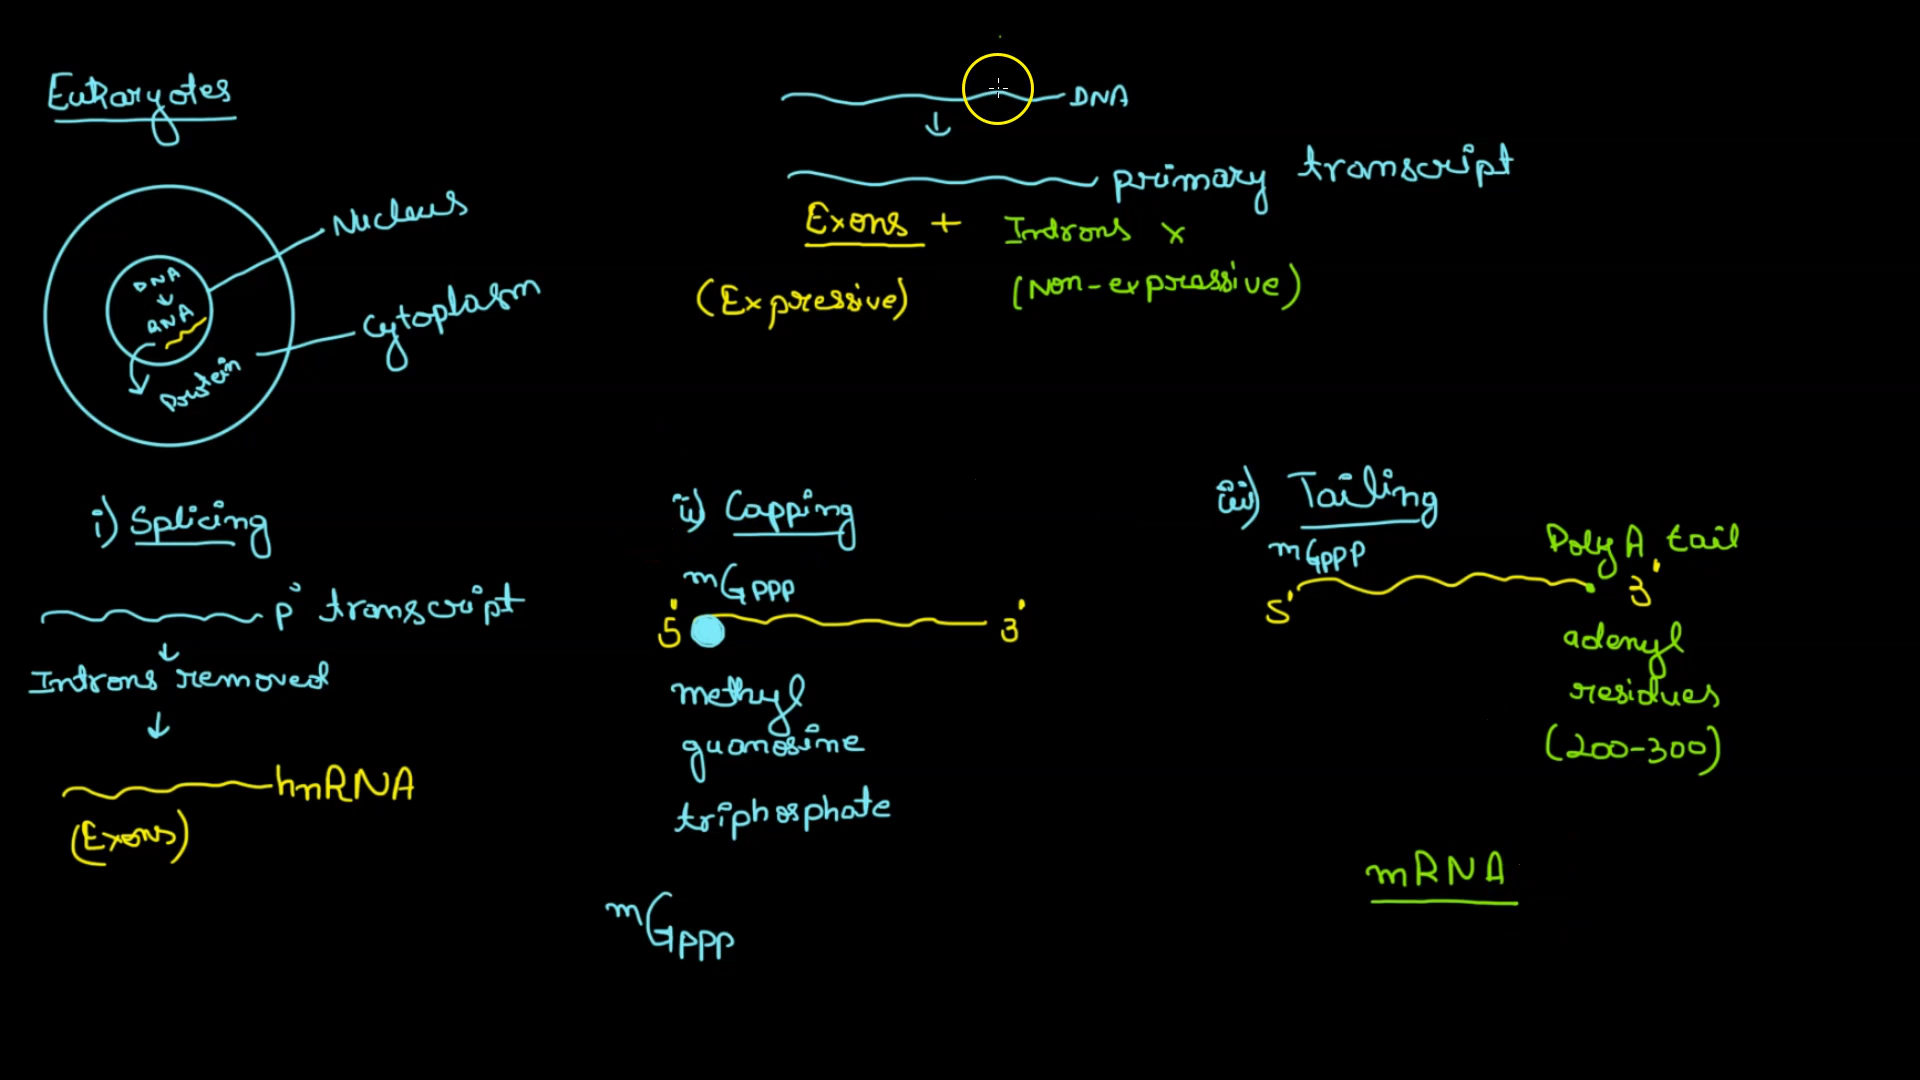 Eukaryotes
DNA
primary transcript
Exons + Introns x
(Expressive) (Non-expressive)
Nucleus
Cytoplasm
DNA
↓
RNA
Protein
i) Splicing
p° transcript
↓
Introns removed
↓
hnRNA
(Exons)
ii) Capping
mGppp
5' 3'
methyl
guanosine
triphosphate
mGppp
iii) Tailing
mGppp
Poly A tail
5' 3'
adenyl
residues
(200-300)
mRNA